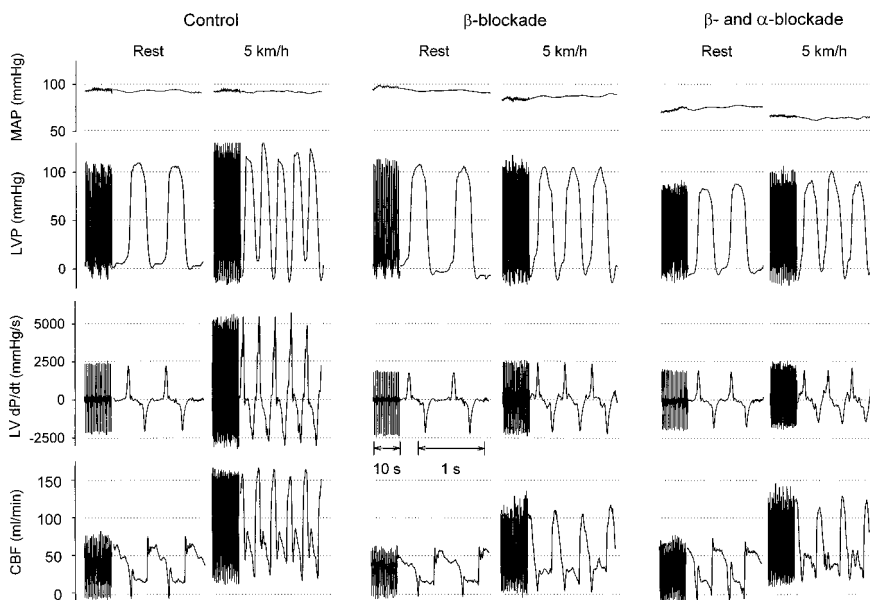 Control β-blockade β- and α-blockade
Rest 5 km/h Rest 5 km/h Rest 5 km/h
MAP (mmHg)
100
50
LVP (mmHg)
100
50
0
LV dP/dt (mmHg/s)
5000
2500
0
-2500
10 s 1 s
CBF (ml/min)
150
100
50
0